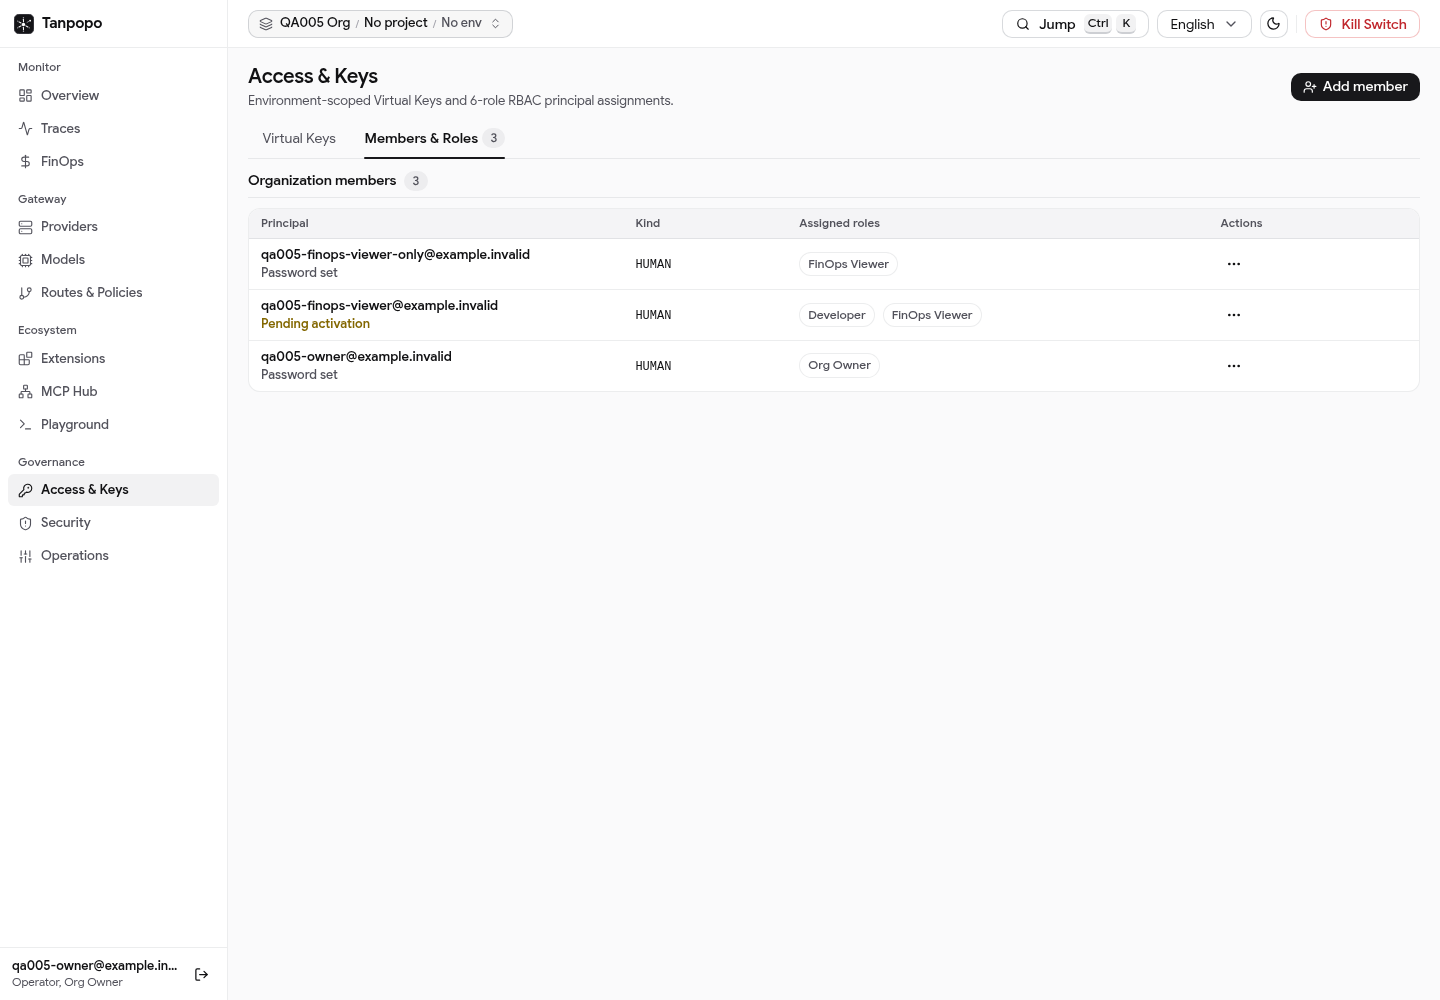 Tanpopo
QA005 Org / No project / No env
Jump Ctrl K
English
Kill Switch
Monitor
Overview
Traces
FinOps
Gateway
Providers
Models
Routes & Policies
Ecosystem
Extensions
MCP Hub
Playground
Governance
Access & Keys
Security
Operations
qa005-owner@example.in...
Operator, Org Owner
Access & Keys
Environment-scoped Virtual Keys and 6-role RBAC principal assignments.
Add member
Virtual Keys
Members & Roles 3
Organization members 3
Principal Kind Assigned roles Actions
qa005-finops-viewer-only@example.invalid
Password set
HUMAN
FinOps Viewer
qa005-finops-viewer@example.invalid
Pending activation
HUMAN
Developer FinOps Viewer
qa005-owner@example.invalid
Password set
HUMAN
Org Owner